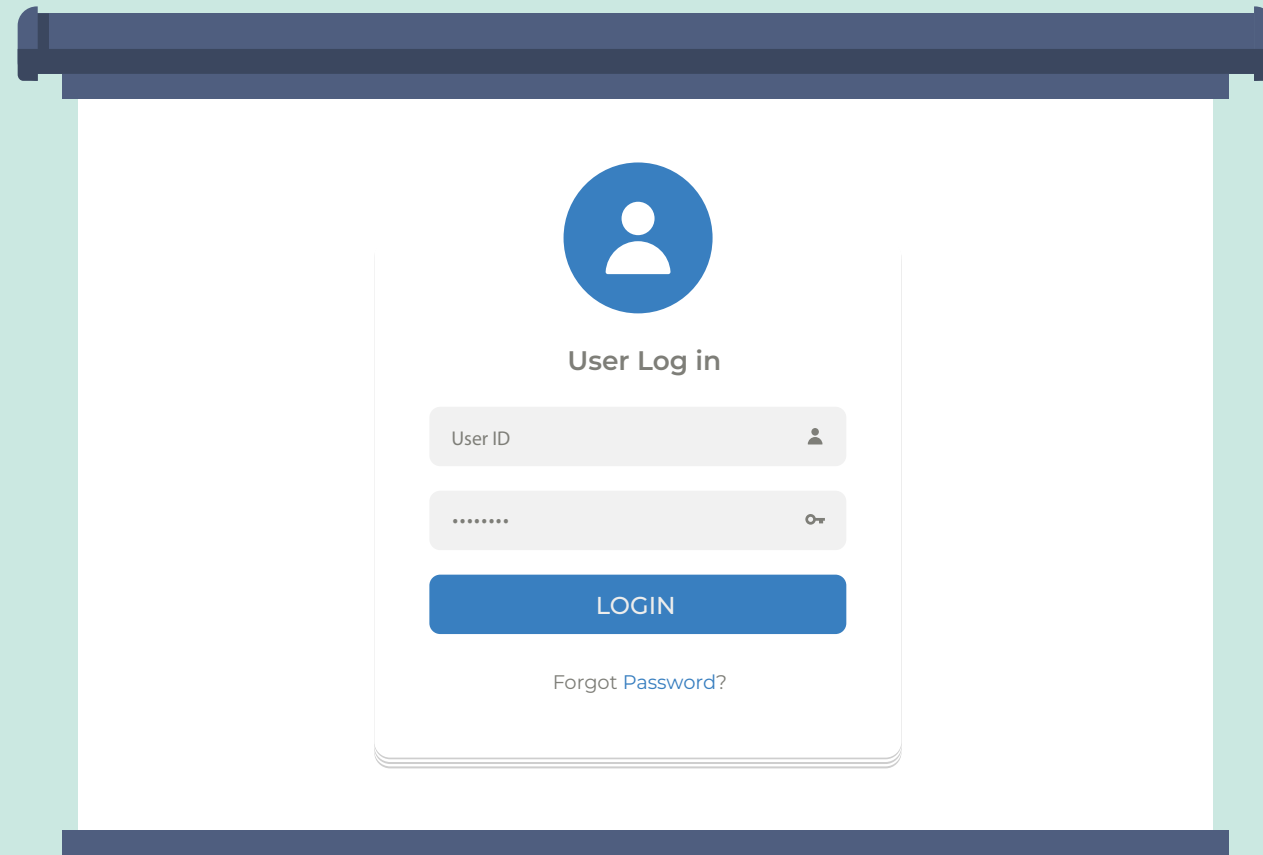 User Log in
User ID
••••••••
LOGIN
Forgot Password?